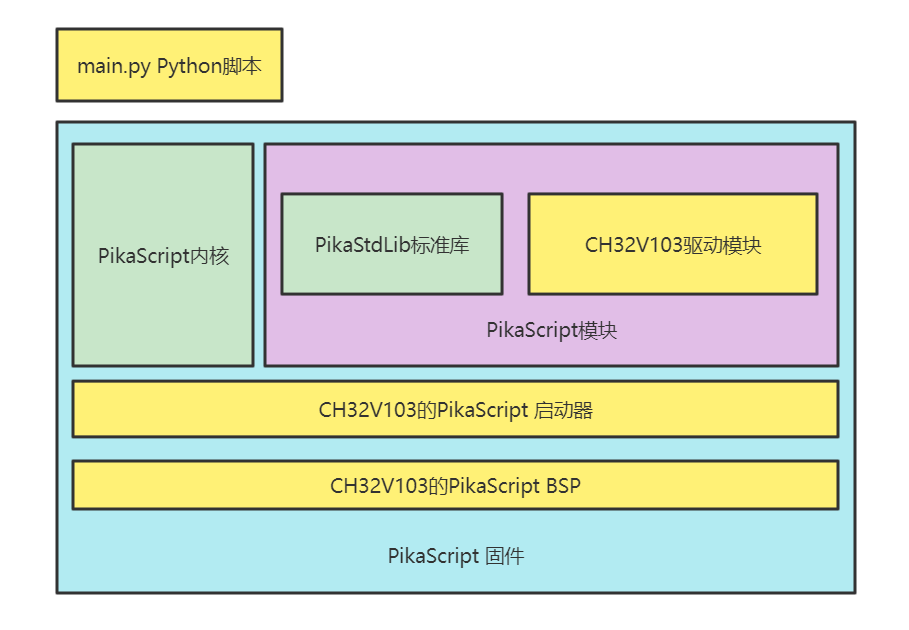 main.py Python脚本
PikaScript内核
PikaStdLib标准库
CH32V103驱动模块
PikaScript模块
CH32V103的PikaScript 启动器
CH32V103的PikaScript BSP
PikaScript 固件